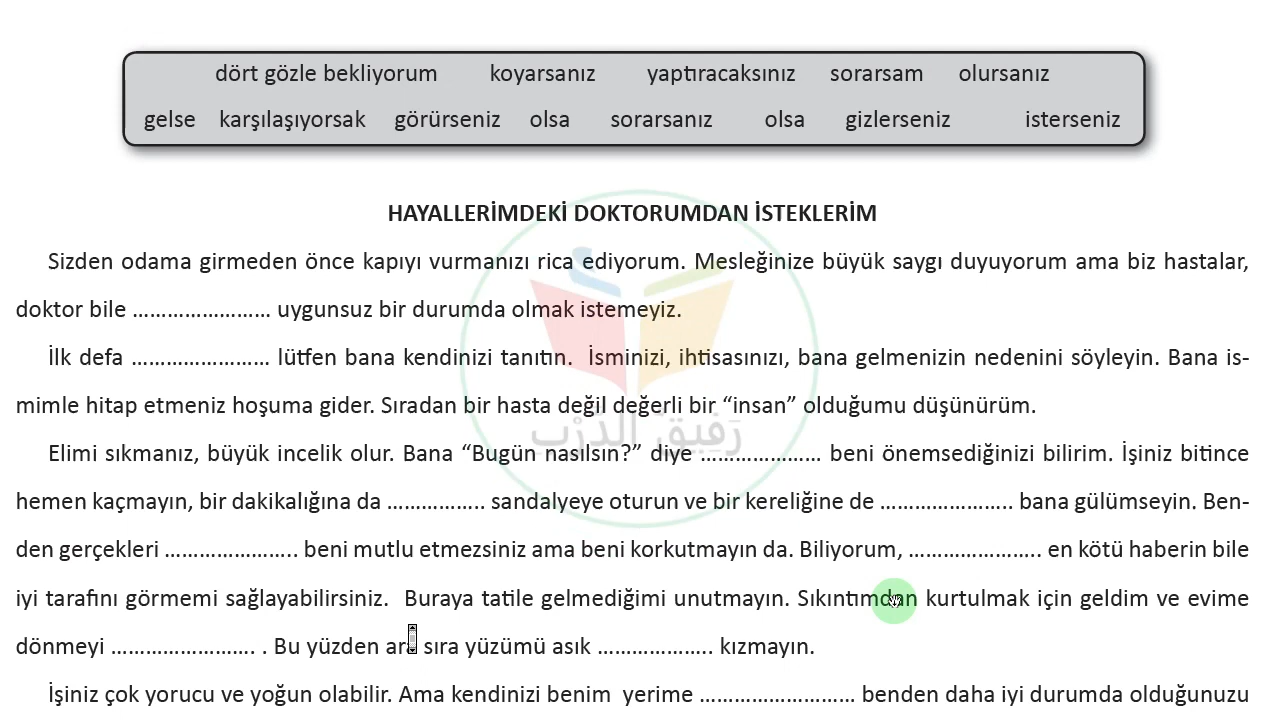 dört gözle bekliyorum koyarsanız yaptıracaksınız sorarsam olursanız
gelse karşılaşıyorsak görürseniz olsa sorarsanız olsa gizlerseniz isterseniz
HAYALLERİMDEKİ DOKTORUMDAN İSTEKLERİM
Sizden odama girmeden önce kapıyı vurmanızı rica ediyorum. Mesleğinize büyük saygı duyuyorum ama biz hastalar,
doktor bile …………………… uygunsuz bir durumda olmak istemeyiz.
İlk defa …………………… lütfen bana kendinizi tanıtın. İsminizi, ihtisasınızı, bana gelmenizin nedenini söyleyin. Bana is-
mimle hitap etmeniz hoşuma gider. Sıradan bir hasta değil değerli bir “insan” olduğumu düşünürüm.
رَفِيقُ الدَّرْبِ
Elimi sıkmanız, büyük incelik olur. Bana “Bugün nasılsın?” diye ………………… beni önemsediğinizi bilirim. İşiniz bitince
hemen kaçmayın, bir dakikalığına da …………….. sandalyeye oturun ve bir kereliğine de ………………….. bana gülümseyin. Ben-
den gerçekleri ………………….. beni mutlu etmezsiniz ama beni korkutmayın da. Biliyorum, ………………….. en kötü haberin bile
iyi tarafını görmemi sağlayabilirsiniz. Buraya tatile gelmediğimi unutmayın. Sıkıntımdan kurtulmak için geldim ve evime
dönmeyi ……………………. . Bu yüzden ara sıra yüzümü asık ……………….. kızmayın.
İşiniz çok yorucu ve yoğun olabilir. Ama kendinizi benim yerime ……………………… benden daha iyi durumda olduğunuzu